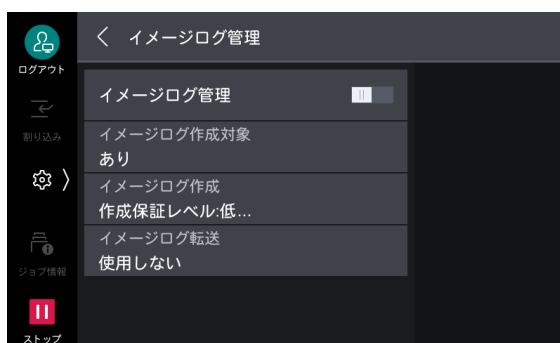 イメージログ管理
ログアウト
イメージログ管理
割り込み
イメージログ作成対象
あり
イメージログ作成
作成保証レベル:低...
イメージログ転送
使用しない
ジョブ情報
ストップ